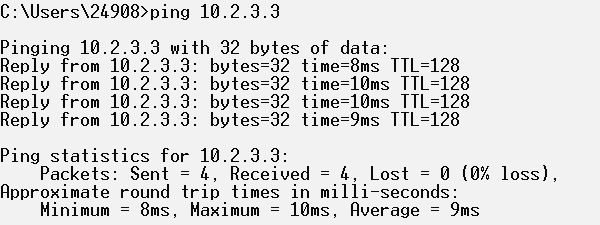 C:\Users\24908>ping 10.2.3.3
Pinging 10.2.3.3 with 32 bytes of data:
Reply from 10.2.3.3: bytes=32 time=8ms TTL=128
Reply from 10.2.3.3: bytes=32 time=10ms TTL=128
Reply from 10.2.3.3: bytes=32 time=10ms TTL=128
Reply from 10.2.3.3: bytes=32 time=9ms TTL=128
Ping statistics for 10.2.3.3:
Packets: Sent = 4, Received = 4, Lost = 0 (0% loss),
Approximate round trip times in milli-seconds:
Minimum = 8ms, Maximum = 10ms, Average = 9ms